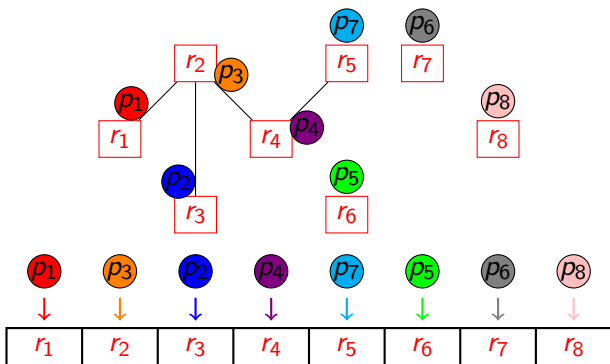 p7 p6
r2 p3 r5 r7
p1 p8
r1 r4 p4 r8
p2 p5
r3 r6
p1 p3 p2 p4 p7 p5 p6 p8
r1 r2 r3 r4 r5 r6 r7 r8